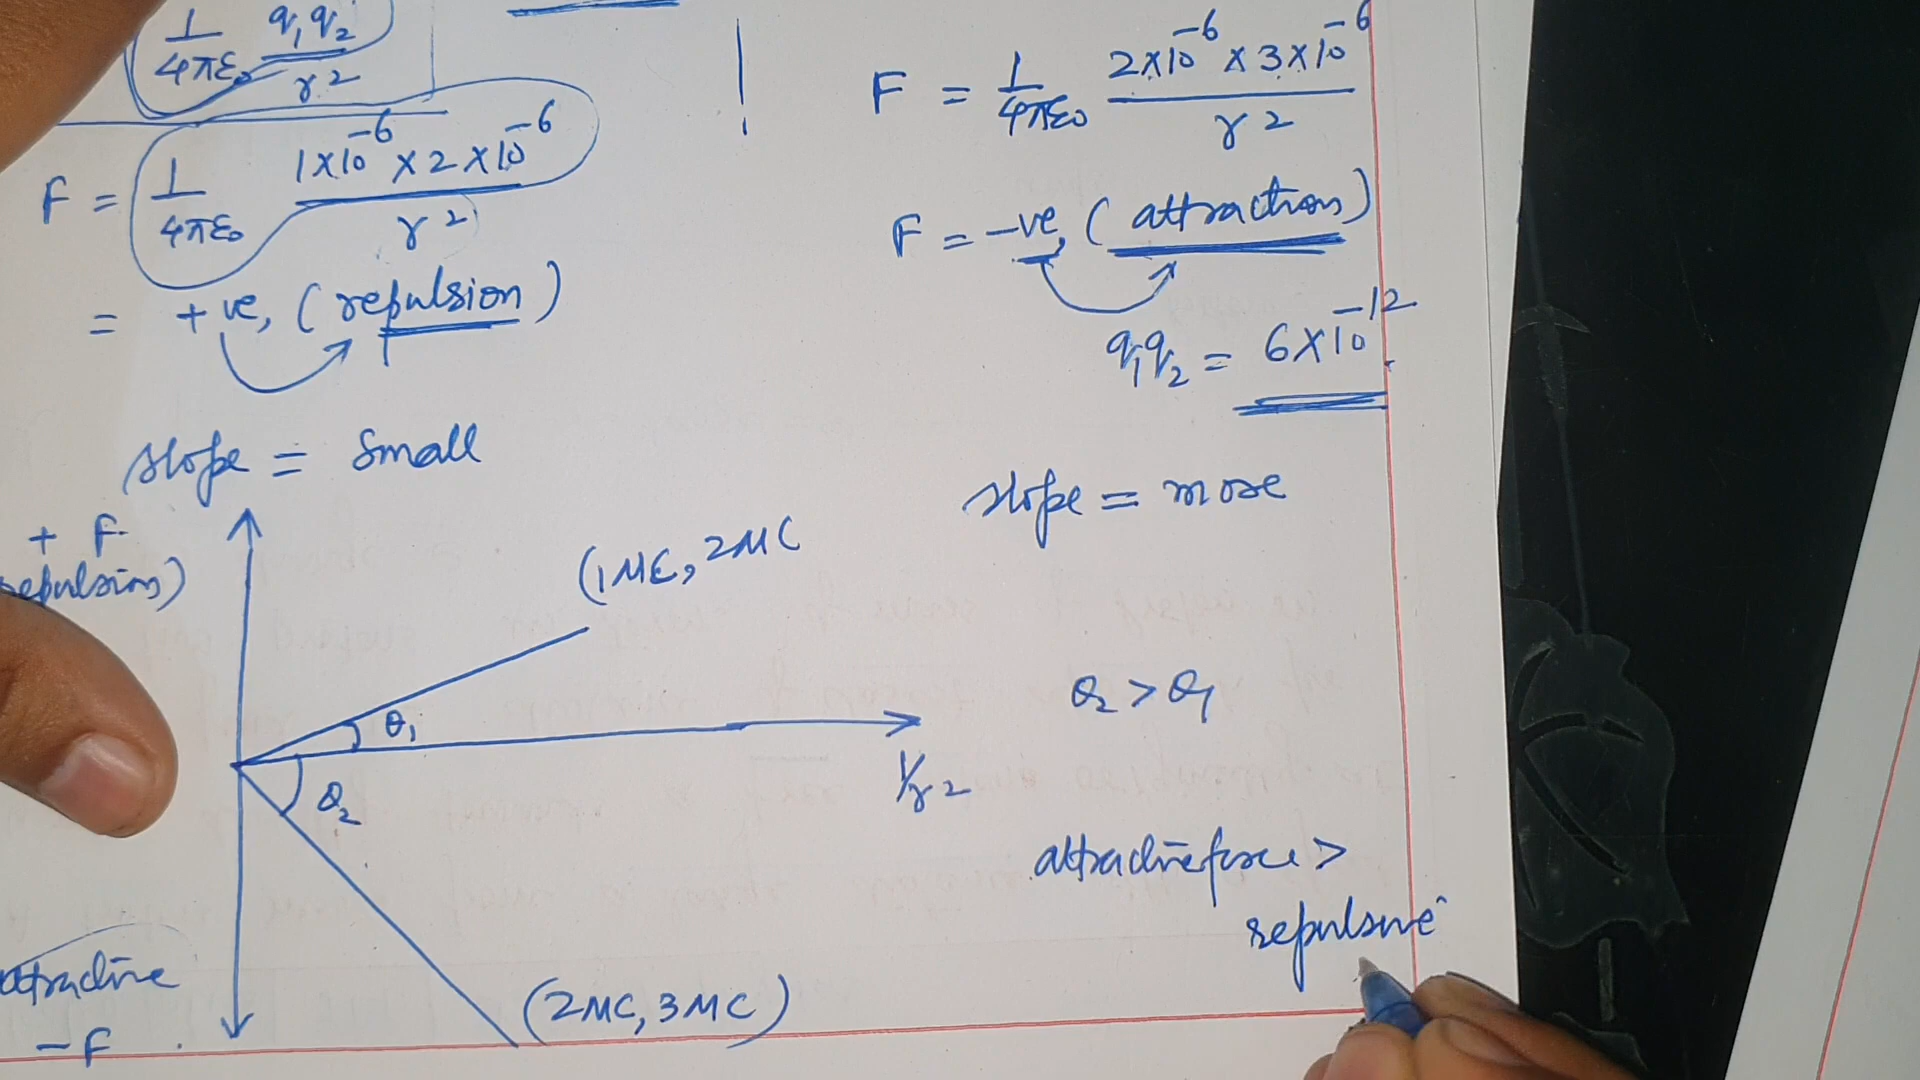 1/4πε₀ q₁q₂/r²
F = 1/4πε₀ 1×10⁻⁶ × 2×10⁻⁶/r²
= +ve, (repulsion)
slope = small
F = 1/4πε₀ 2×10⁻⁶ × 3×10⁻⁶/r²
F = -ve, (attraction)
q₁q₂ = 6×10⁻¹²
slope = more
+ F
repulsion)
(1MC, 2MC
θ₁
θ₂
1/r2
attractive
-F
(2MC, 3MC)
θ₂ > θ₁
attractive force >
repulsive